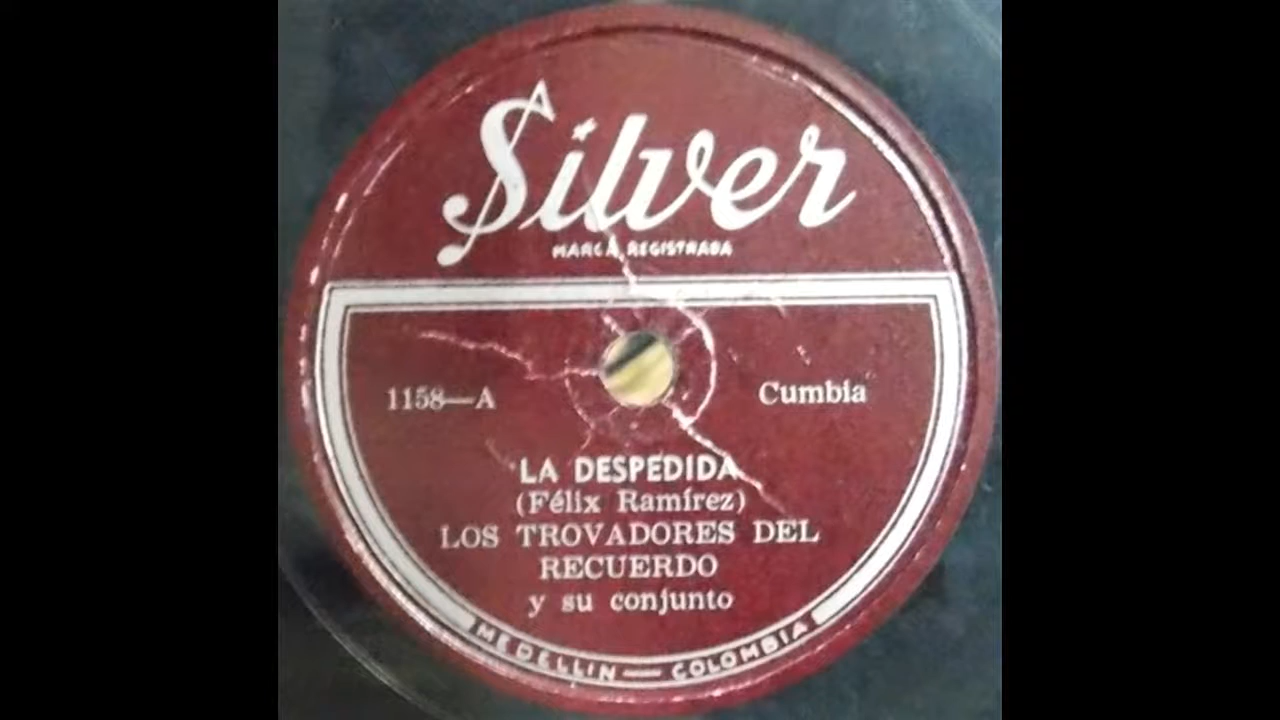 Silver
MARCA REGISTRADA
1158—A
Cumbia
LA DESPEDIDA
(Félix Ramírez)
LOS TROVADORES DEL
RECUERDO
y su conjunto
MEDELLIN — COLOMBIA